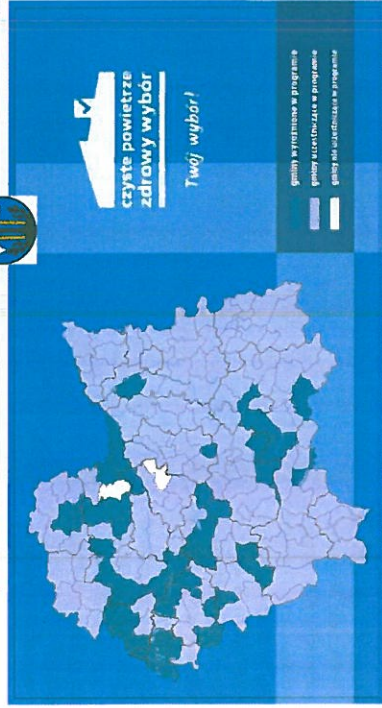 czyste powietrze
zdrowy wybór
Twój wybór!
gminy wyróżnione w programie
gminy uczestniczące w programie
gminy nie uczestniczące w programie